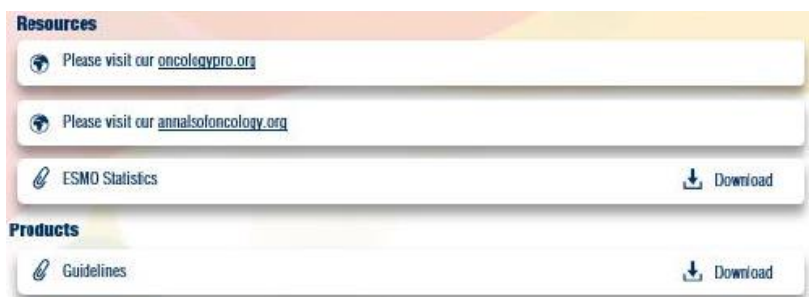 Resources
Please visit our oncologypro.org
Please visit our annalsofoncology.org
ESMO Statistics Download
Products
Guidelines Download